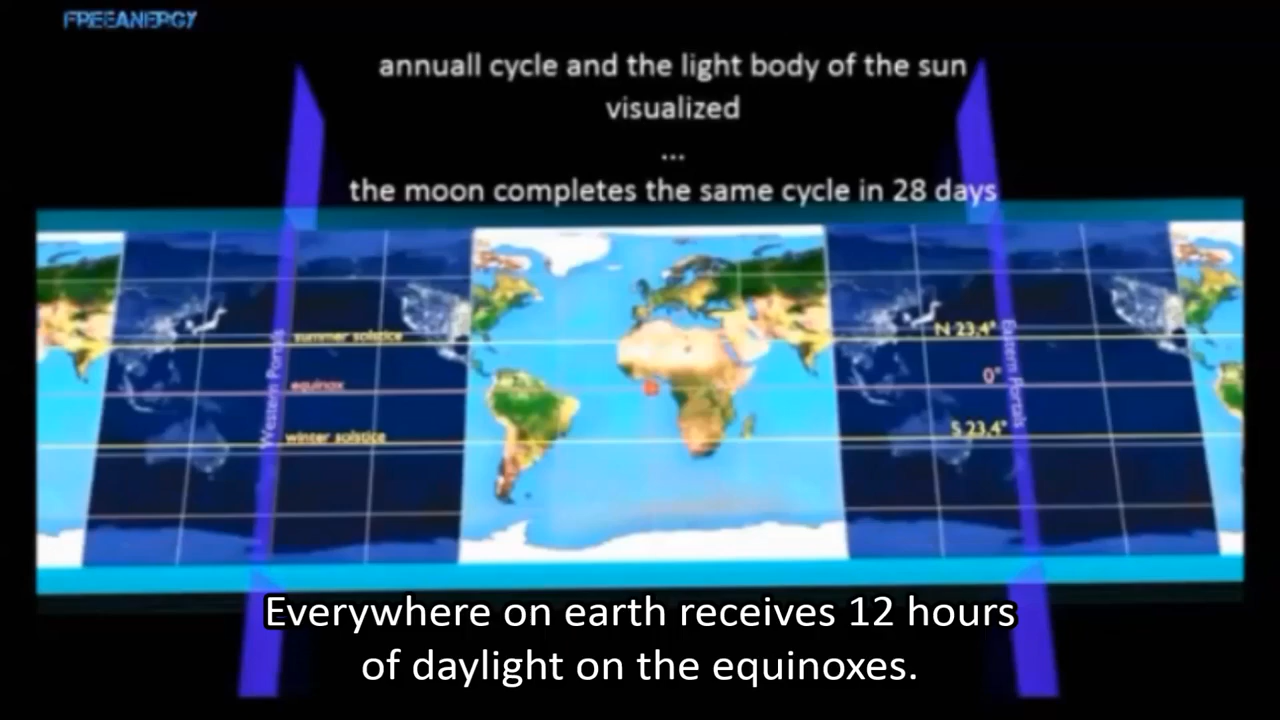 FREEANERGY
annuall cycle and the light body of the sun
visualized
...
the moon completes the same cycle in 28 days
summer solstice
N 23,4°
equinox
0°
winter solstice
S 23,4°
Western Portals
Eastern Portals
Everywhere on earth receives 12 hours
of daylight on the equinoxes.